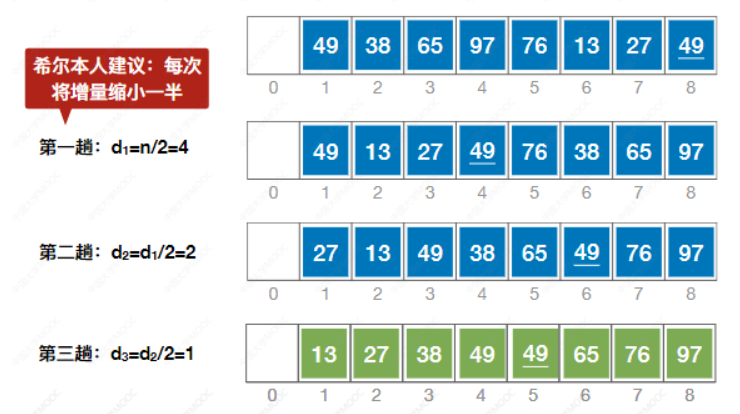 希尔本人建议：每次
将增量缩小一半
49 38 65 97 76 13 27 49
0 1 2 3 4 5 6 7 8
第一趟：d₁=n/2=4
49 13 27 49 76 38 65 97
0 1 2 3 4 5 6 7 8
第二趟：d₂=d₁/2=2
27 13 49 38 65 49 76 97
0 1 2 3 4 5 6 7 8
第三趟：d₃=d₂/2=1
13 27 38 49 49 65 76 97
0 1 2 3 4 5 6 7 8